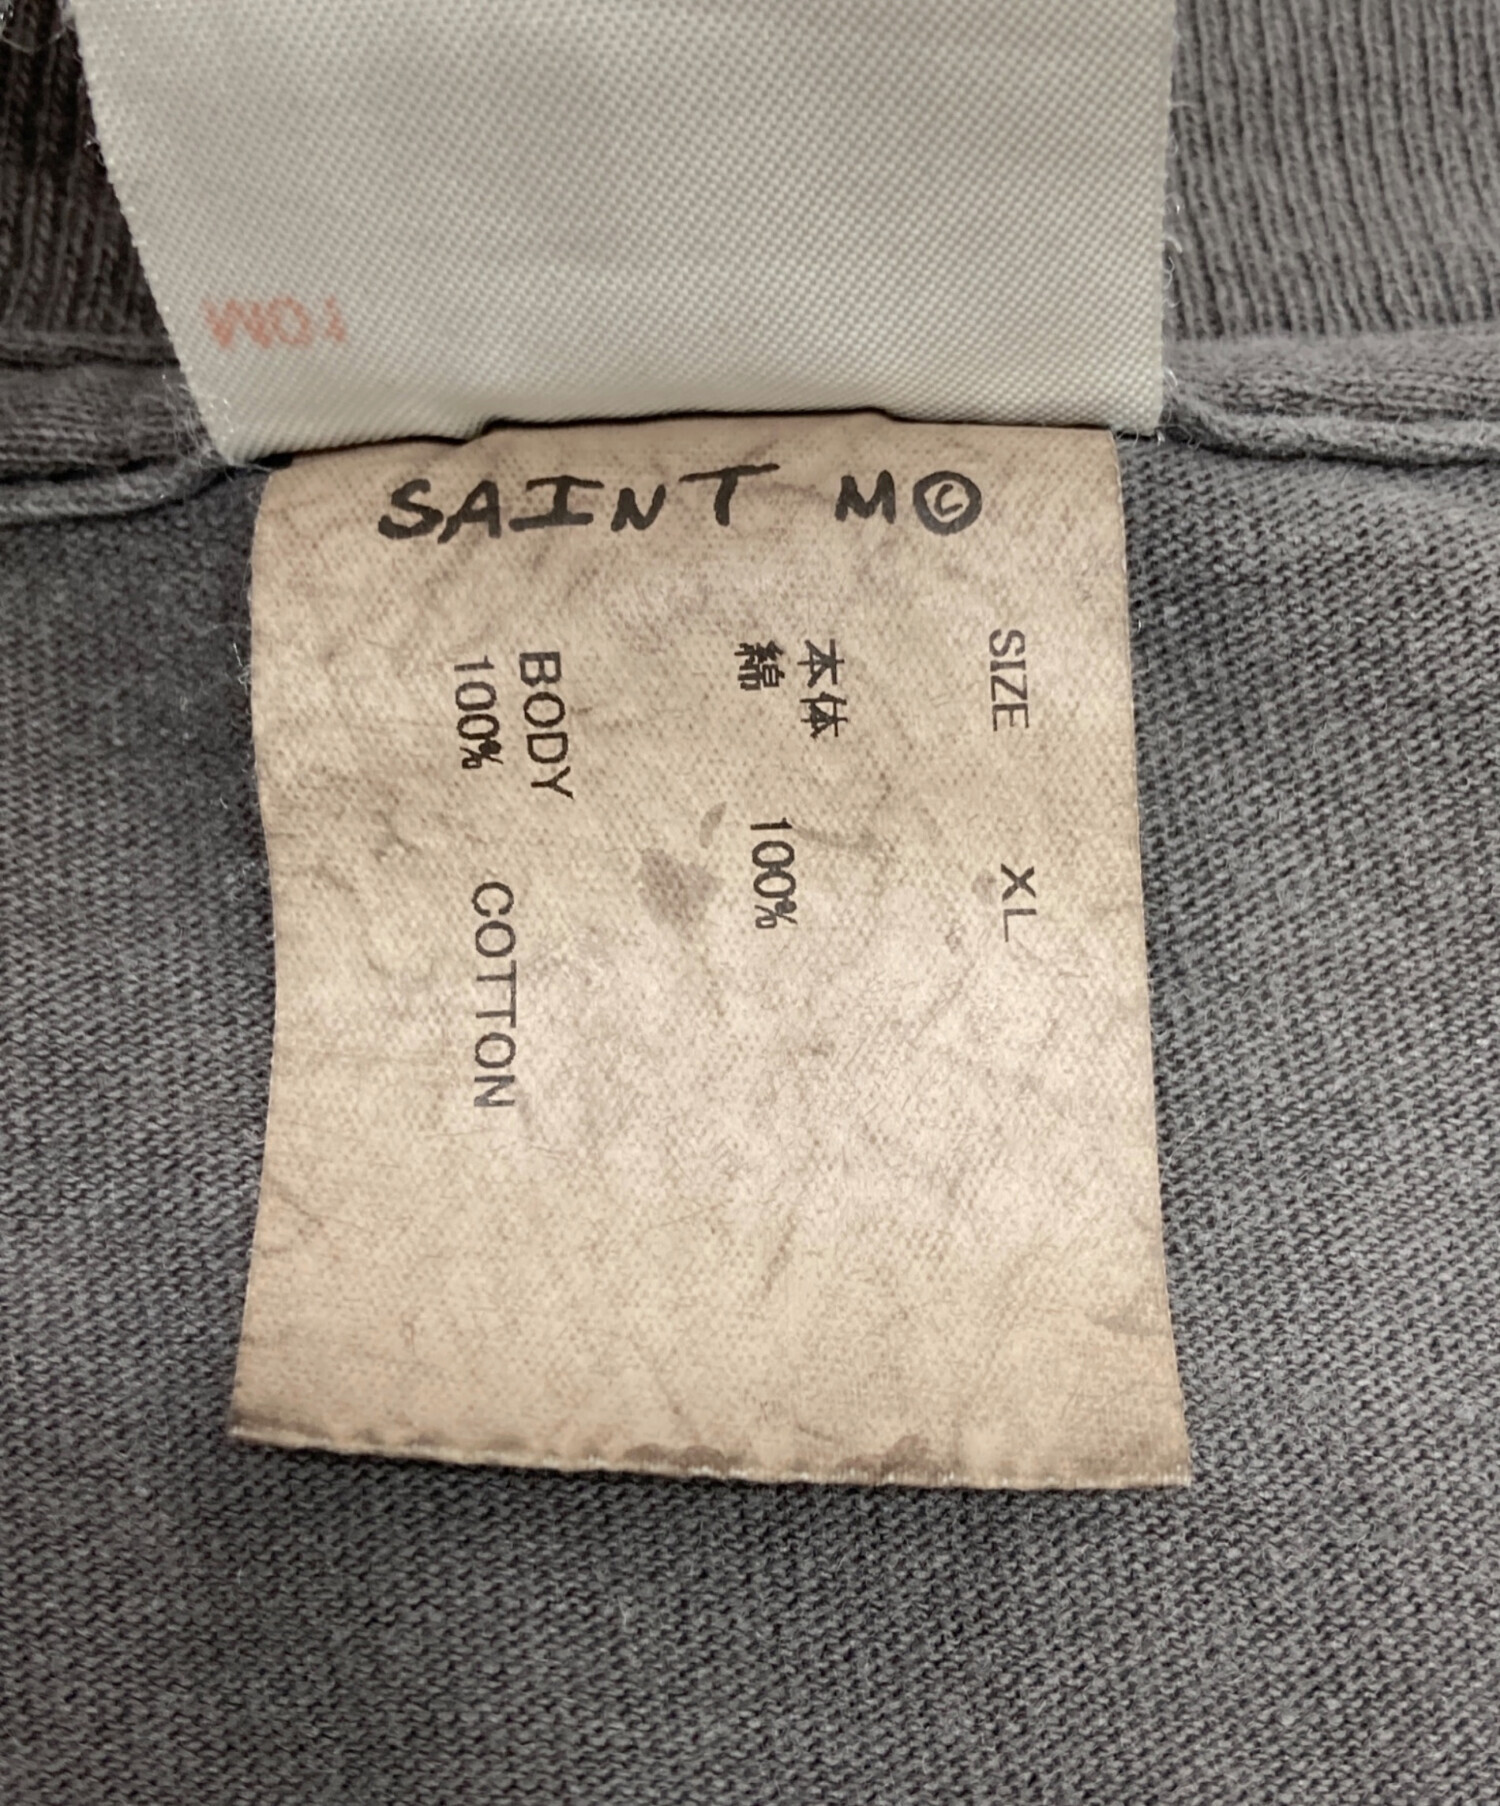 SAINT M©
SIZE XL
本体
綿 100%
BODY
100% COTTON